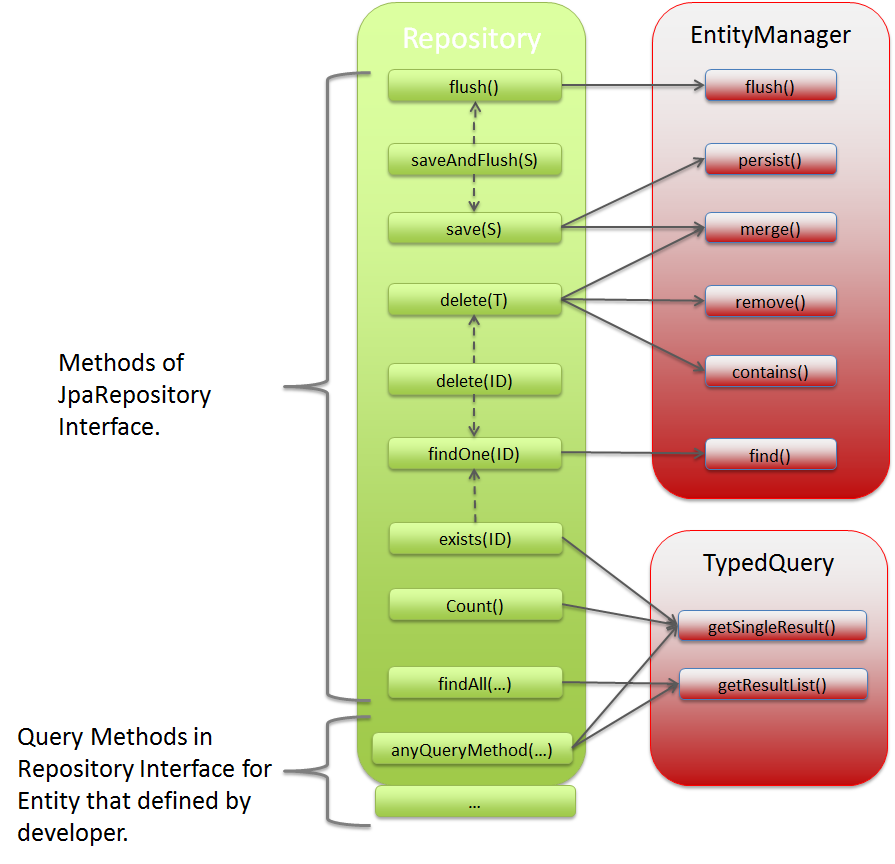 Repository
EntityManager
flush()
flush()
saveAndFlush(S)
persist()
save(S)
merge()
delete(T)
remove()
Methods of
JpaRepository
Interface.
delete(ID)
contains()
findOne(ID)
find()
exists(ID)
TypedQuery
Count()
getSingleResult()
findAll(...)
getResultList()
Query Methods in
Repository Interface for
Entity that defined by
developer.
anyQueryMethod(...)
...